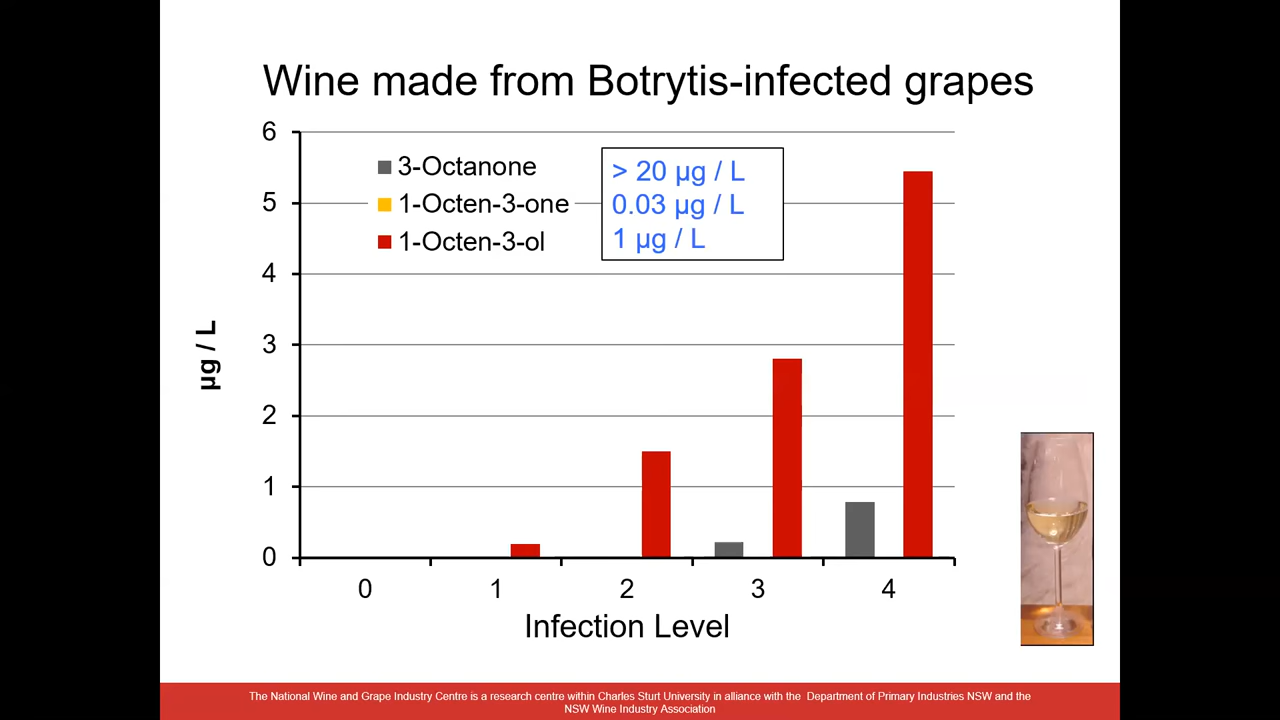 Wine made from Botrytis-infected grapes
6
5
4
3
2
1
0
µg / L
3-Octanone
1-Octen-3-one
1-Octen-3-ol
> 20 µg / L
0.03 µg / L
1 µg / L
0 1 2 3 4
Infection Level
The National Wine and Grape Industry Centre is a research centre within Charles Sturt University in alliance with the Department of Primary Industries NSW and the
NSW Wine Industry Association